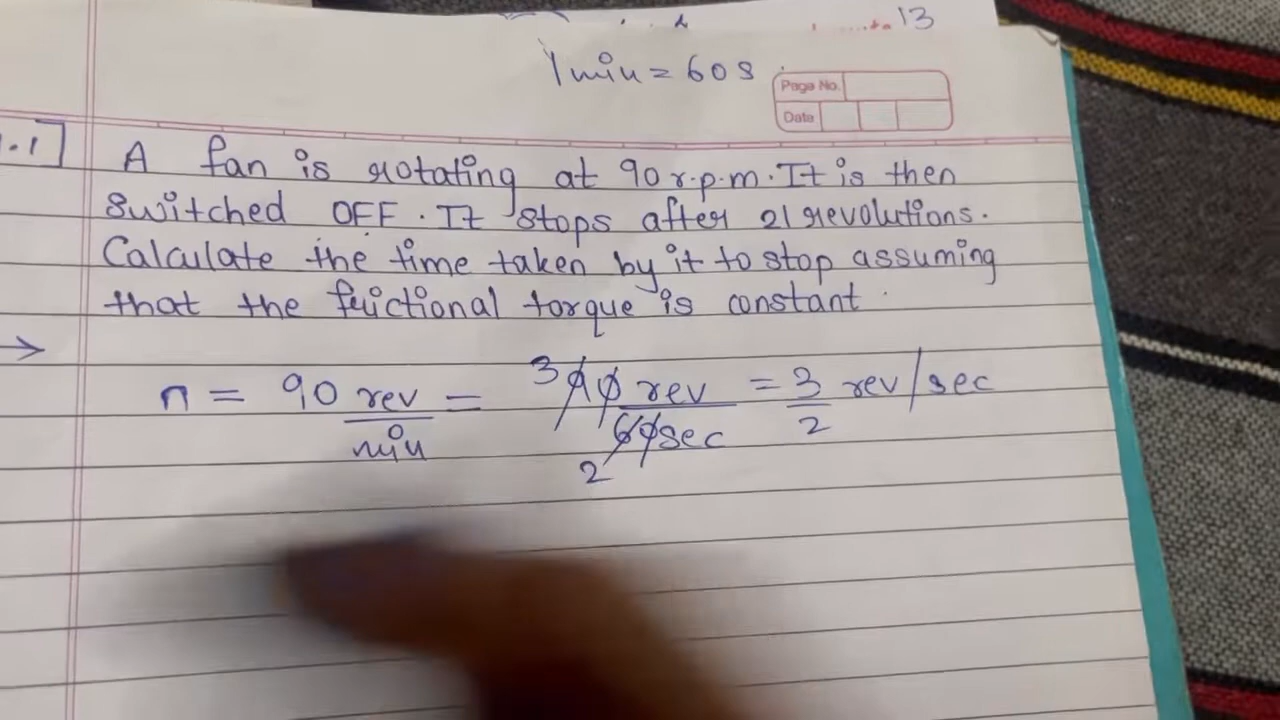 13
1 min = 60 s
Page No.
Date
.1] A fan is rotating at 90 r.p.m. It is then
switched OFF. It stops after 21 revolutions.
Calculate the time taken by it to stop assuming
that the frictional torque is constant.
→
n = 90 rev/min = 3 90 rev / 2 60 sec = 3/2 rev/sec